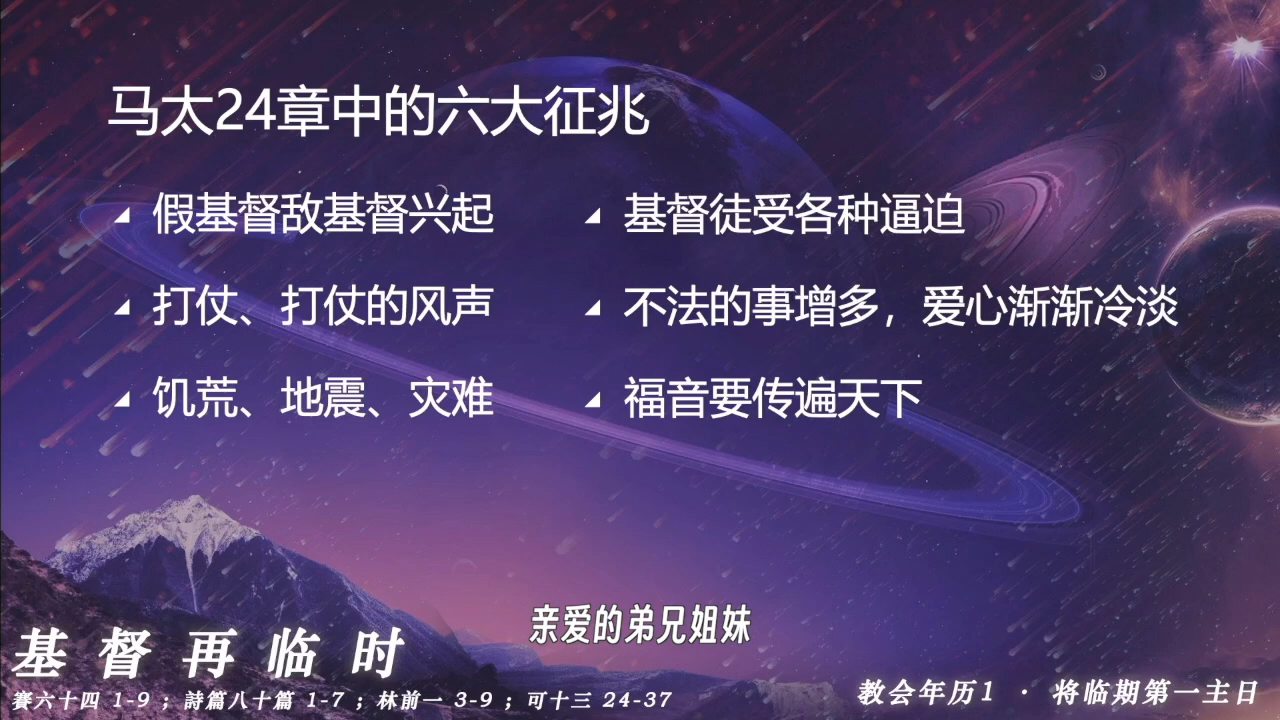 马太24章中的六大征兆
假基督敌基督兴起
打仗、打仗的风声
饥荒、地震、灾难
基督徒受各种逼迫
不法的事增多，爱心渐渐冷淡
福音要传遍天下
亲爱的弟兄姐妹
基督再临时
賽六十四 1-9 ; 詩篇八十篇 1-7 ; 林前一 3-9 ; 可十三 24-37
教会年历1 · 将临期第一主日